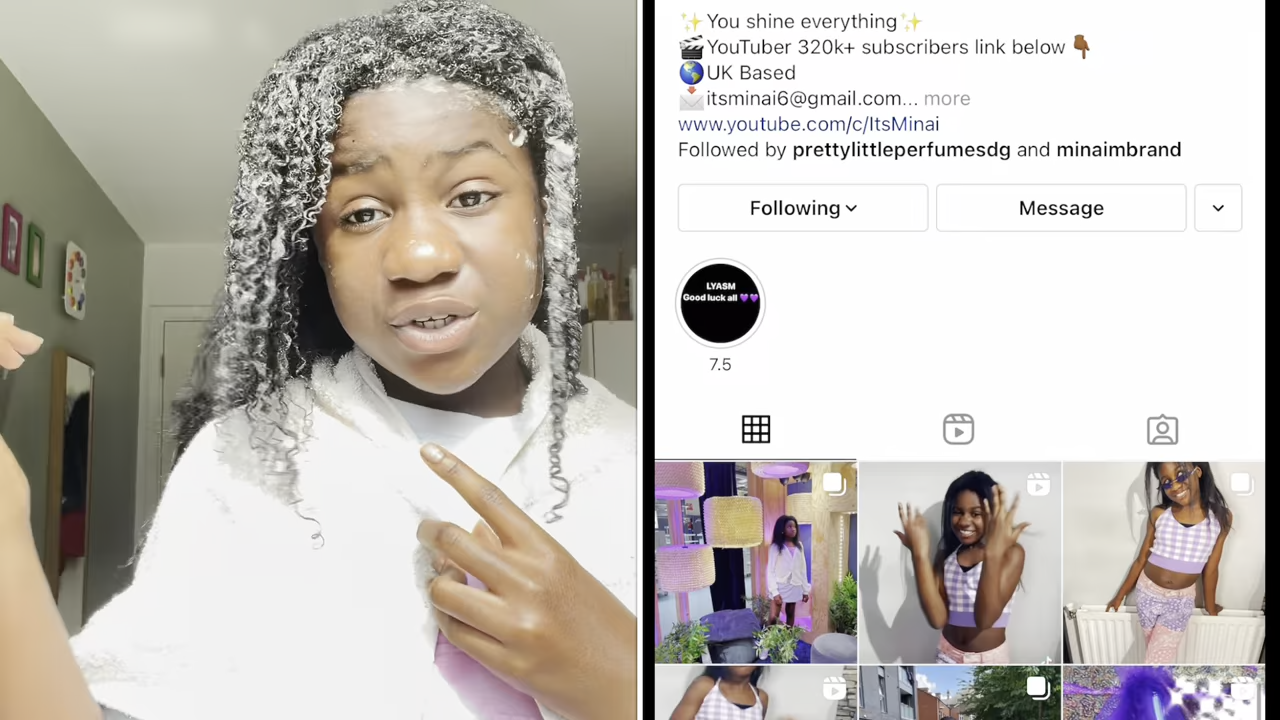 ✨You shine everything✨
🎬YouTuber 320k+ subscribers link below👇🏾
🌎UK Based
📩itsminai6@gmail.com... more
www.youtube.com/c/ItsMinai
Followed by prettylittleperfumesdg and minaimbrand
Following
Message
LYASM
Good luck all 💜💜
7.5